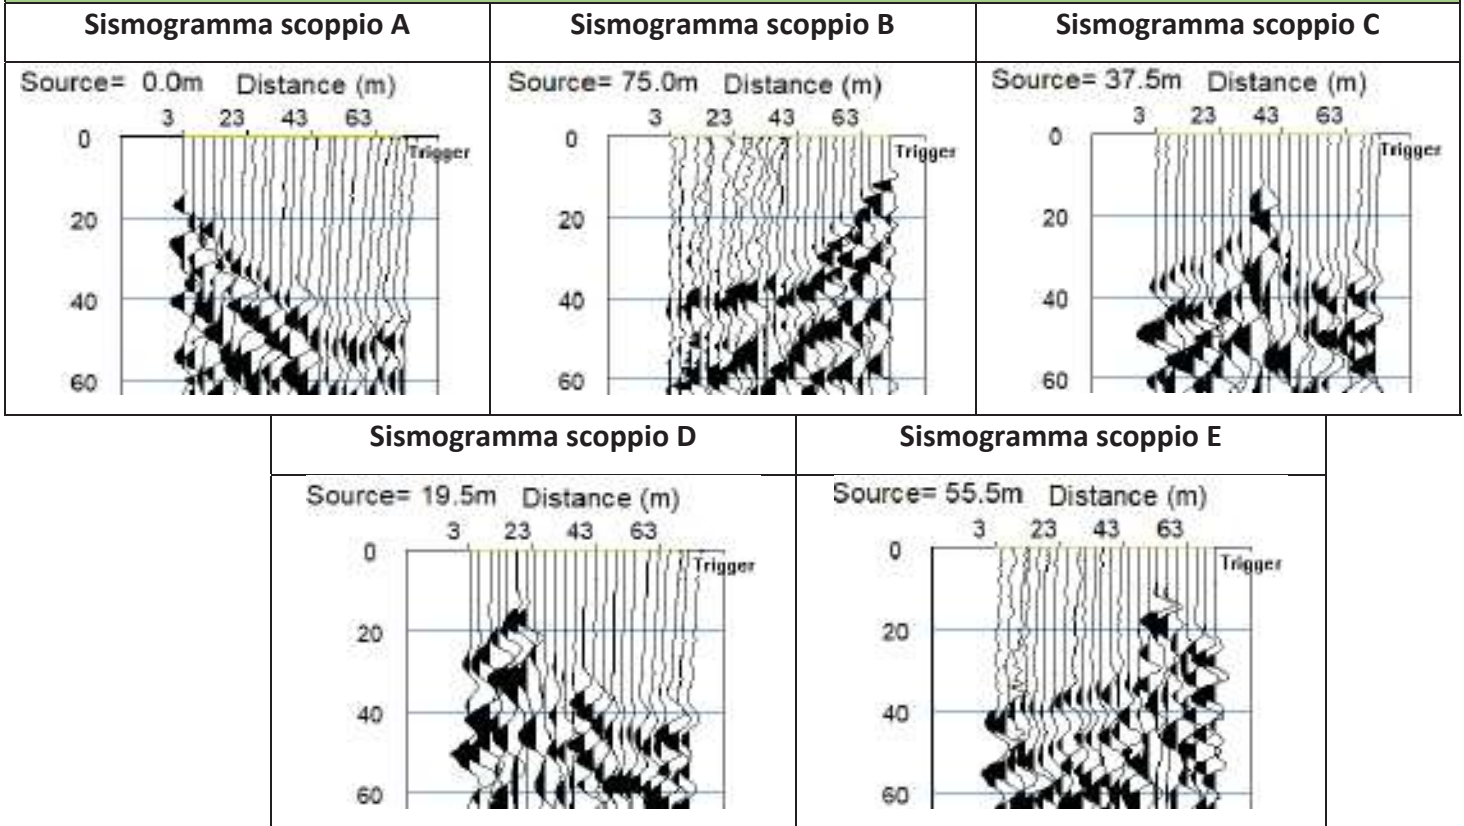 Sismogramma scoppio A
Source= 0.0m Distance (m)
3 23 43 63
0
Trigger
20
40
60
Sismogramma scoppio B
Source= 75.0m Distance (m)
3 23 43 63
0
Trigger
20
40
60
Sismogramma scoppio C
Source= 37.5m Distance (m)
3 23 43 63
0
Trigger
20
40
60
Sismogramma scoppio D
Source= 19.5m Distance (m)
3 23 43 63
0
Trigger
20
40
60
Sismogramma scoppio E
Source= 55.5m Distance (m)
3 23 43 63
0
Trigger
20
40
60